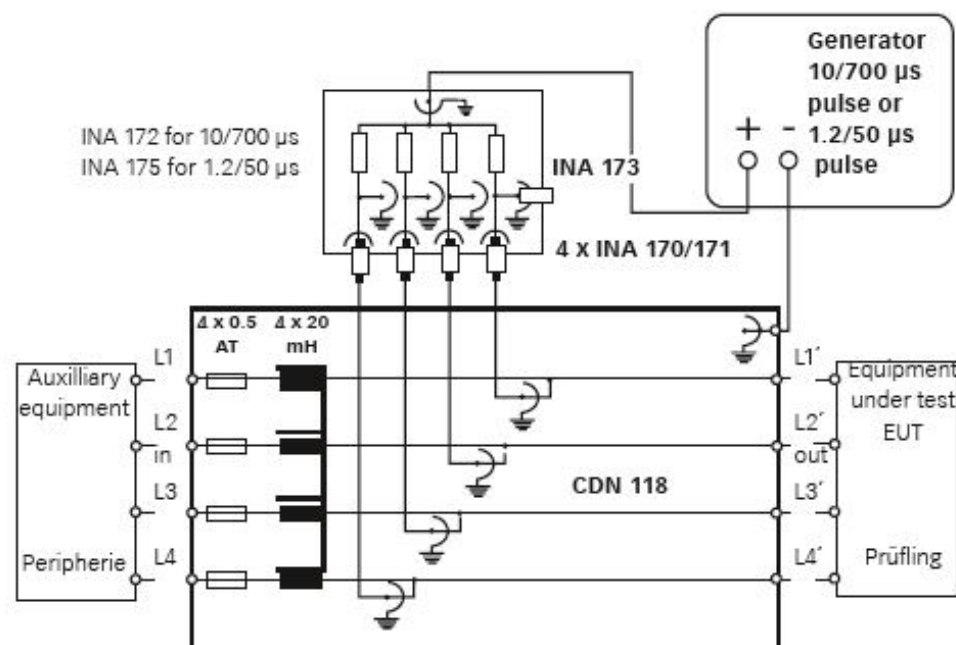 Generator
10/700 µs
pulse or
1.2/50 µs
pulse
+ -
INA 172 for 10/700 µs
INA 175 for 1.2/50 µs
INA 173
4 x INA 170/171
4 x 0.5
AT
4 x 20
mH
L1
L2
in
L3
L4
Auxilliary
equipment
Peripherie
CDN 118
L1´
L2´
out
L3´
L4´
Equipment
under test
EUT
Prüfling